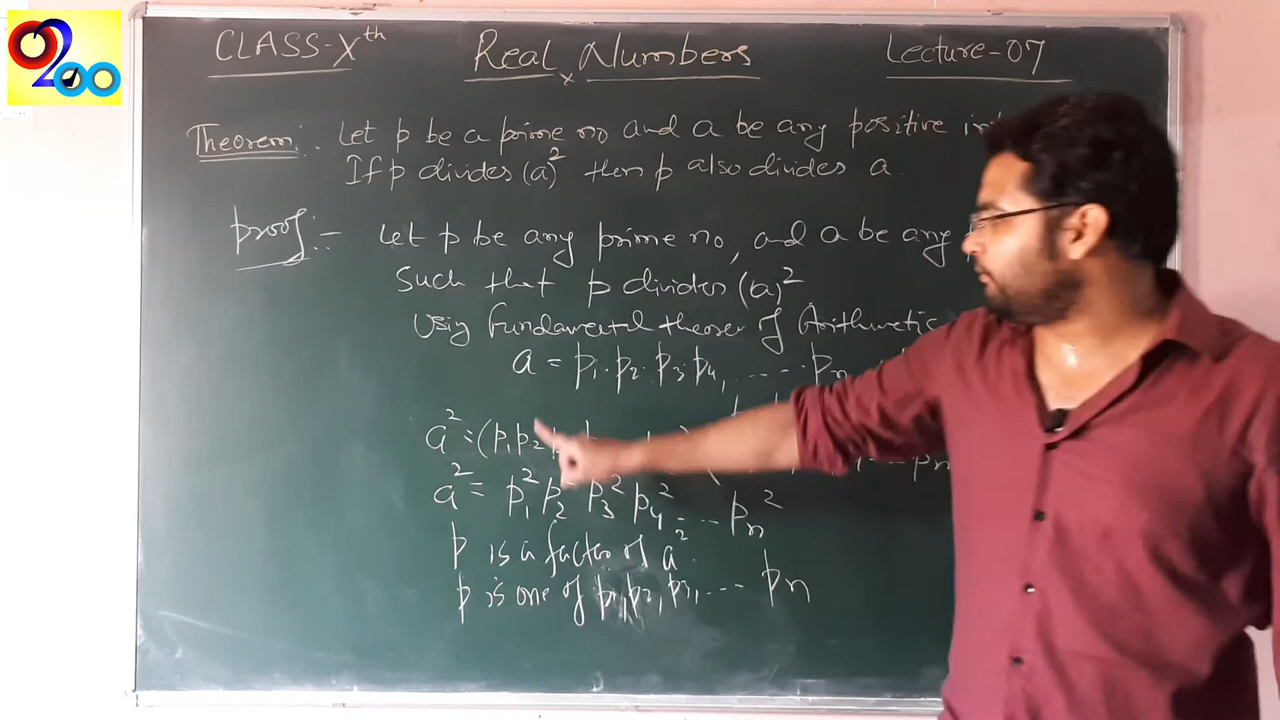 0200
CLASS-Xth Real Numbers Lecture-07
Theorem:- Let p be a prime no and a be any positive
If p divides (a)² then p also divides a.
proof:- Let p be any prime no, and a be any
Such that p divides (a)²
Using Fundamental theorem of Arithmetic
a = p₁.p₂.p₃.p₄, ..... pₙ
a² = (p₁p₂
a² = p₁² p₂² p₃² p₄² ... pₙ²
p is a factor of a²
p is one of p₁,p₂,p₃,.... pₙ